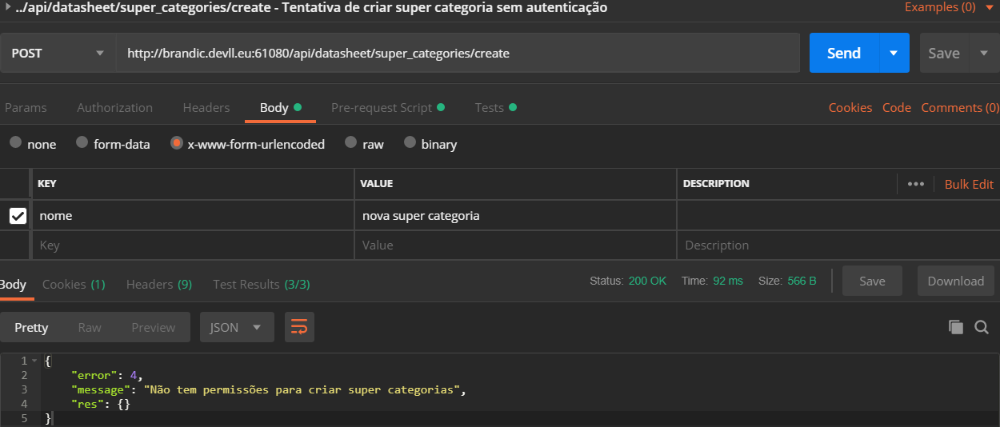 ../api/datasheet/super_categories/create - Tentativa de criar super categoria sem autenticação
Examples (0)
POST
http://brandic.devll.eu:61080/api/datasheet/super_categories/create
Send
Save
Params
Authorization
Headers
Body
Pre-request Script
Tests
Cookies
Code
Comments (0)
none
form-data
x-www-form-urlencoded
raw
binary
KEY
VALUE
DESCRIPTION
Bulk Edit
nome
nova super categoria
Key
Value
Description
Body
Cookies (1)
Headers (9)
Test Results (3/3)
Status: 200 OK
Time: 92 ms
Size: 566 B
Save
Download
Pretty
Raw
Preview
JSON
1 {
2 "error": 4,
3 "message": "Não tem permissões para criar super categorias",
4 "res": {}
5 }